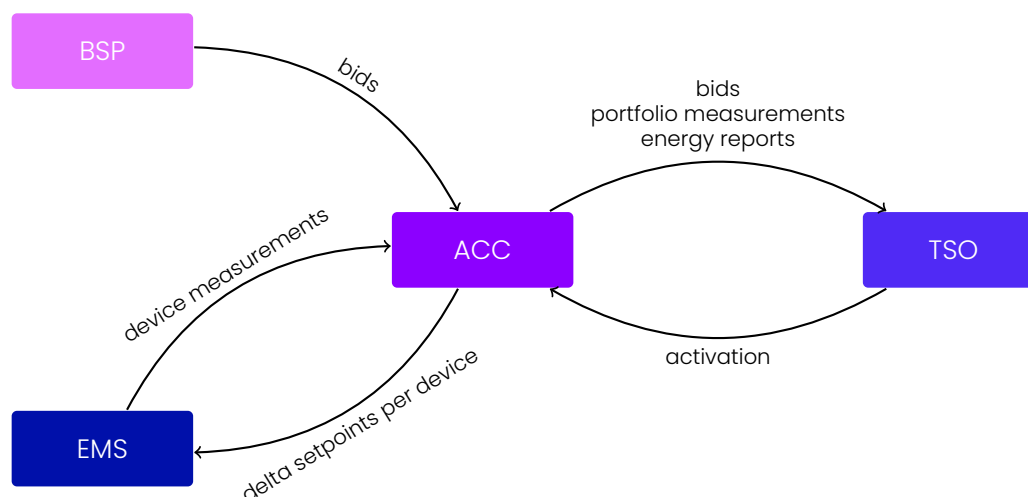 BSP
bids
bids
portfolio measurements
energy reports
ACC
TSO
device measurements
activation
delta setpoints per device
EMS